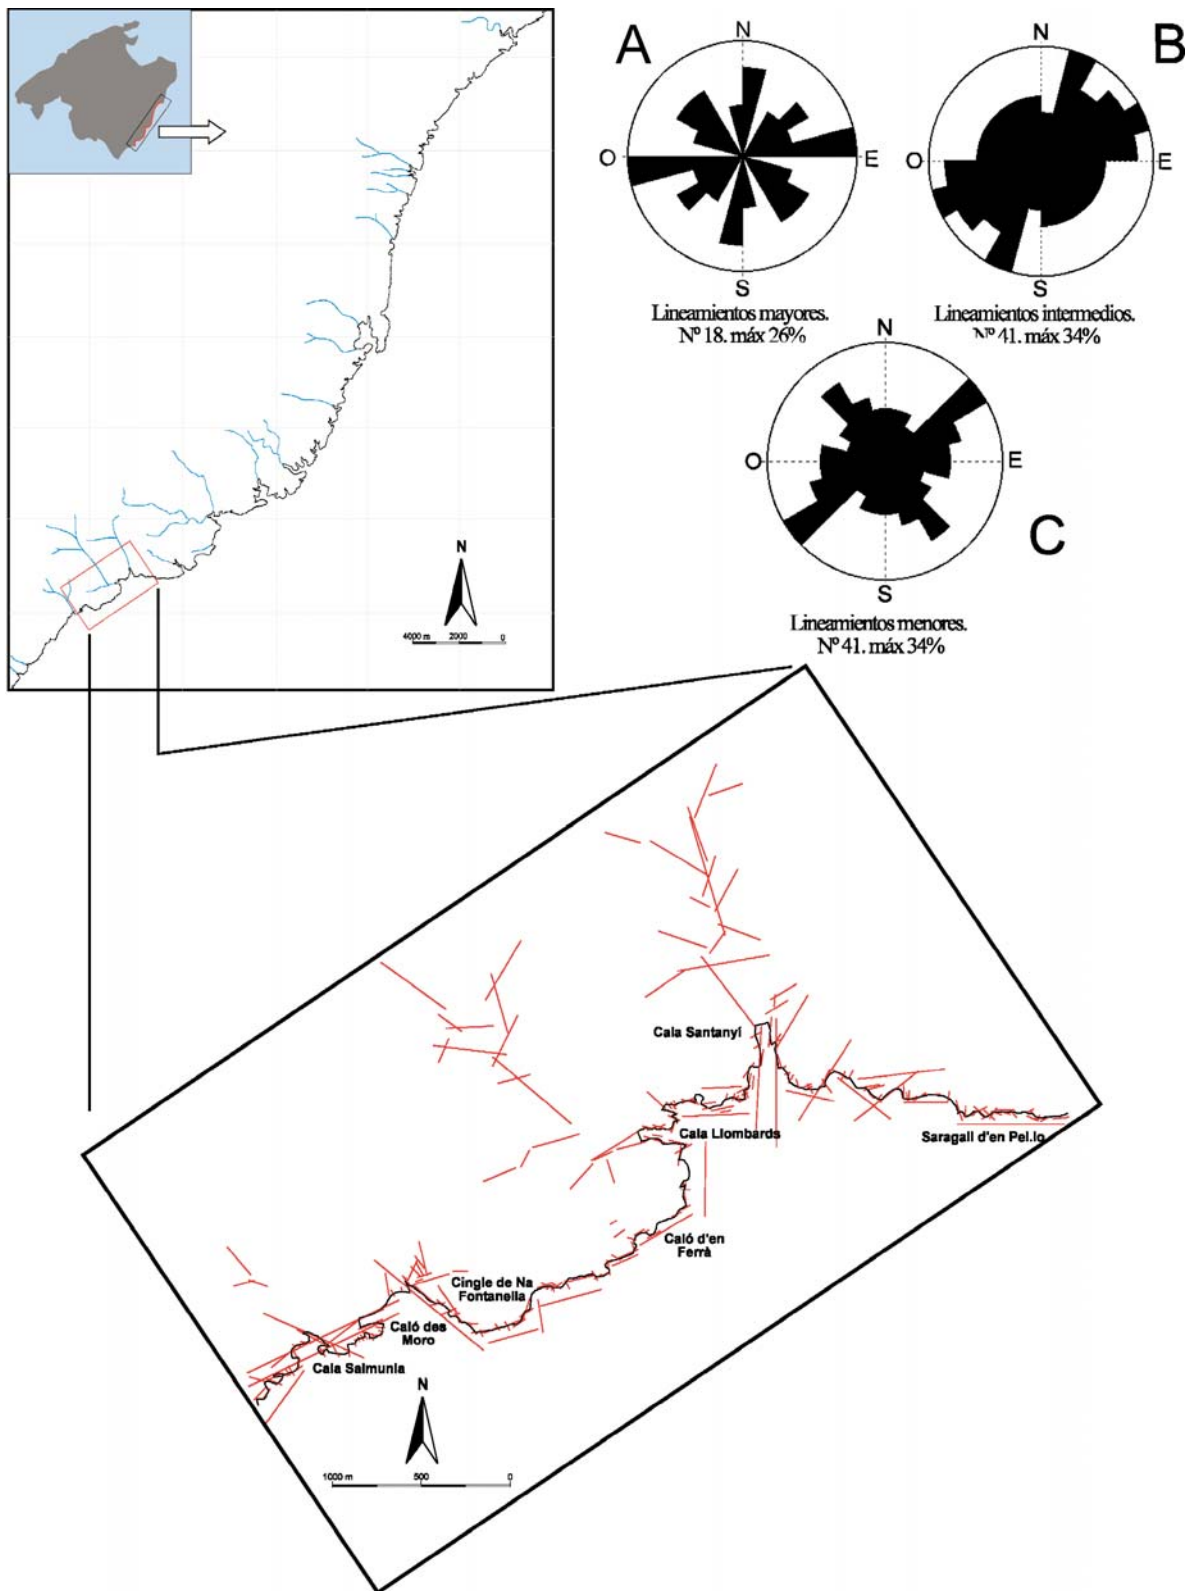 A
N
O
E
S
Lineamientos mayores.
Nº 18. máx 26%
B
N
O
E
S
Lineamientos intermedios.
Nº 41. máx 34%
N
O
E
S
C
Lineamientos menores.
Nº 41. máx 34%
N
4000 m 2000 0
Cala Santanyí
Cala Llombards
Saragall d'en Pel.lo
Caló d'en
Ferrà
Cingle de Na
Fontanella
Caló des
Moro
Cala Salmunia
N
1000 m 500 0